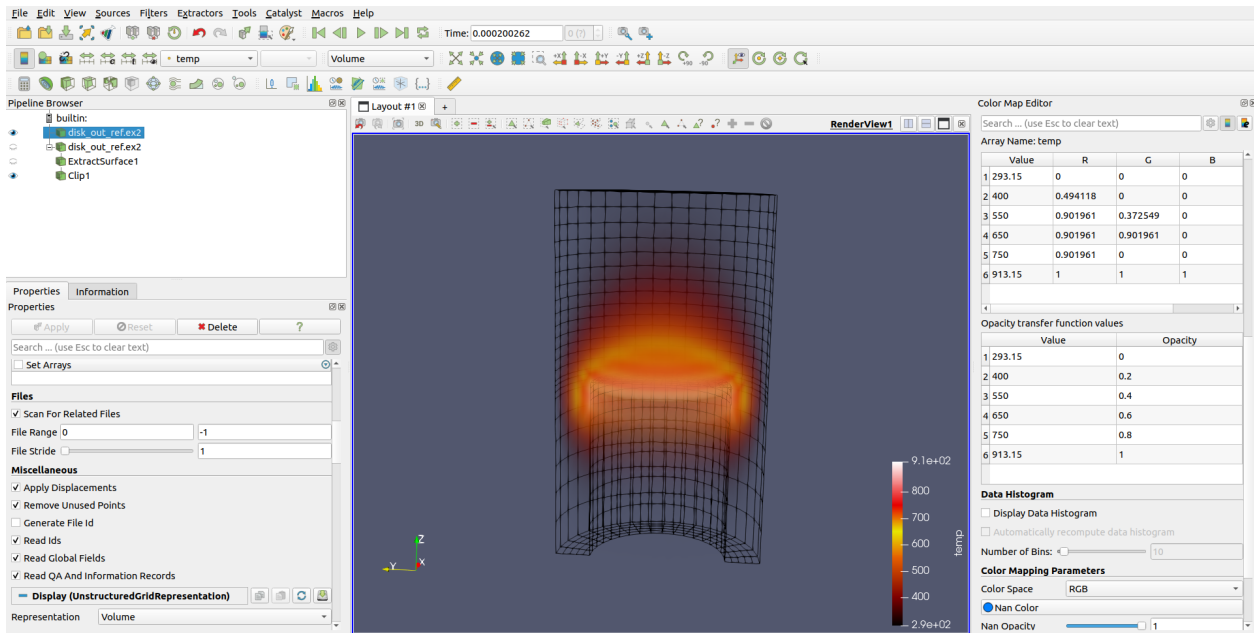 File Edit View Sources Filters Extractors Tools Catalyst Macros Help
Time: 0.000200262 0 (?)
temp Volume
Pipeline Browser
builtin:
disk_out_ref.ex2
disk_out_ref.ex2
ExtractSurface1
Clip1
Properties Information
Properties
Apply Reset Delete ?
Search ... (use Esc to clear text)
Set Arrays
Files
Scan For Related Files
File Range 0 -1
File Stride 1
Miscellaneous
Apply Displacements
Remove Unused Points
Generate File Id
Read Ids
Read Global Fields
Read QA And Information Records
Display (UnstructuredGridRepresentation)
Representation Volume
Layout #1 +
3D RenderView1
9.1e+02
800
700
600
500
400
2.9e+02
temp
Z
Y
X
Color Map Editor
Search ... (use Esc to clear text)
Array Name: temp
Value R G B
1 293.15 0 0 0
2 400 0.494118 0 0
3 550 0.901961 0.372549 0
4 650 0.901961 0.901961 0
5 750 0.901961 0 0
6 913.15 1 1 1
Opacity transfer function values
Value Opacity
1 293.15 0
2 400 0.2
3 550 0.4
4 650 0.6
5 750 0.8
6 913.15 1
Data Histogram
Display Data Histogram
Automatically recompute data histogram
Number of Bins: 10
Color Mapping Parameters
Color Space RGB
Nan Color
Nan Opacity 1